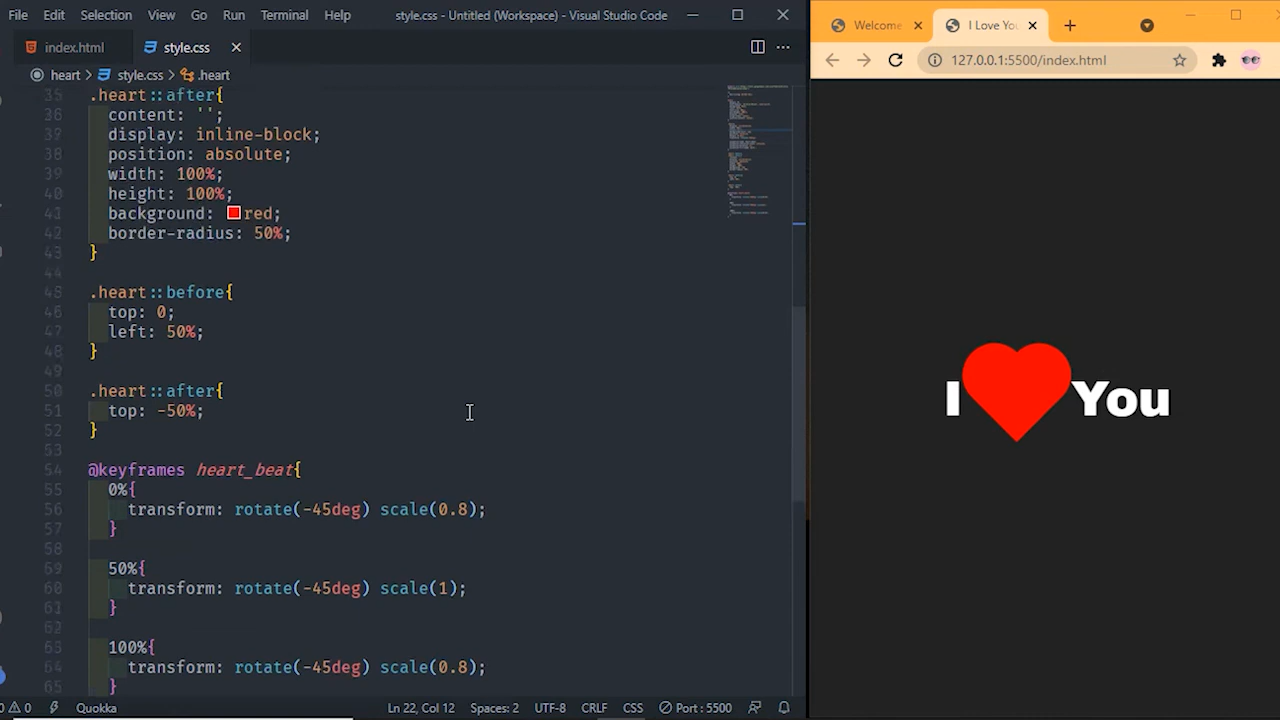 File Edit Selection View Go Run Terminal Help style.css - Untitled (Workspace) - Visual Studio Code
index.html style.css
heart > style.css > .heart
35 .heart::after{
36 content: '';
37 display: inline-block;
38 position: absolute;
39 width: 100%;
40 height: 100%;
41 background: red;
42 border-radius: 50%;
43 }
44
45 .heart::before{
46 top: 0;
47 left: 50%;
48 }
49
50 .heart::after{
51 top: -50%;
52 }
53
54 @keyframes heart_beat{
55 0%{
56 transform: rotate(-45deg) scale(0.8);
57 }
58
59 50%{
60 transform: rotate(-45deg) scale(1);
61 }
62
63 100%{
64 transform: rotate(-45deg) scale(0.8);
65 }
0 0 Quokka Ln 22, Col 12 Spaces: 2 UTF-8 CRLF CSS Port : 5500
Welcome I Love You
127.0.0.1:5500/index.html
I You